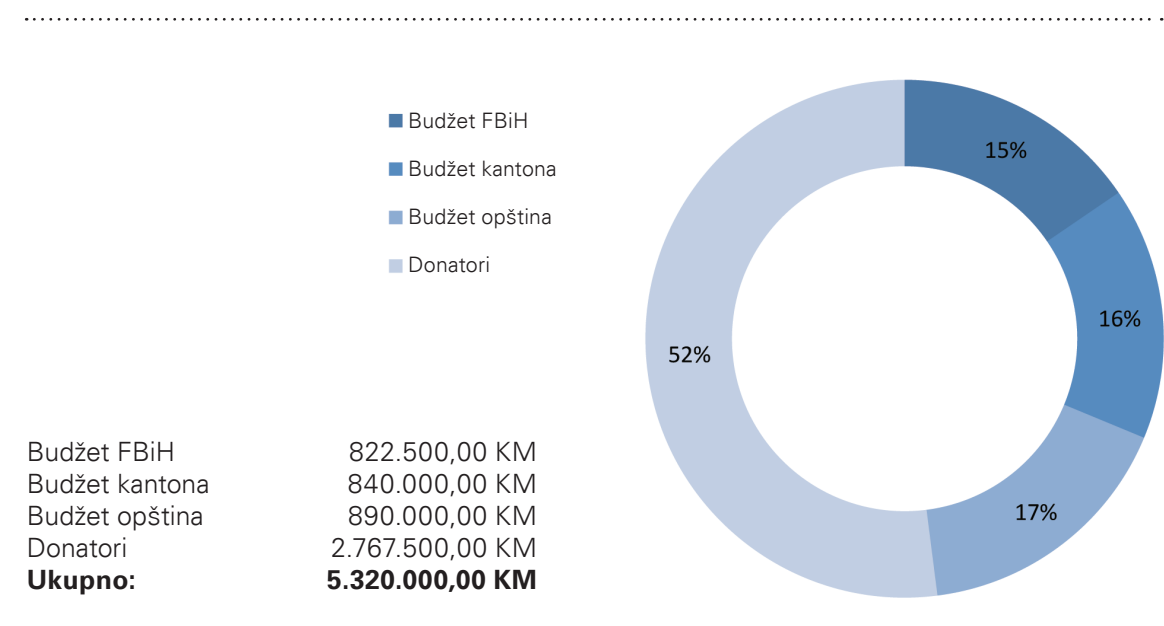 Budžet FBiH
Budžet kantona
Budžet opština
Donatori
15%
16%
17%
52%
Budžet FBiH 822.500,00 KM
Budžet kantona 840.000,00 KM
Budžet opština 890.000,00 KM
Donatori 2.767.500,00 KM
Ukupno: 5.320.000,00 KM